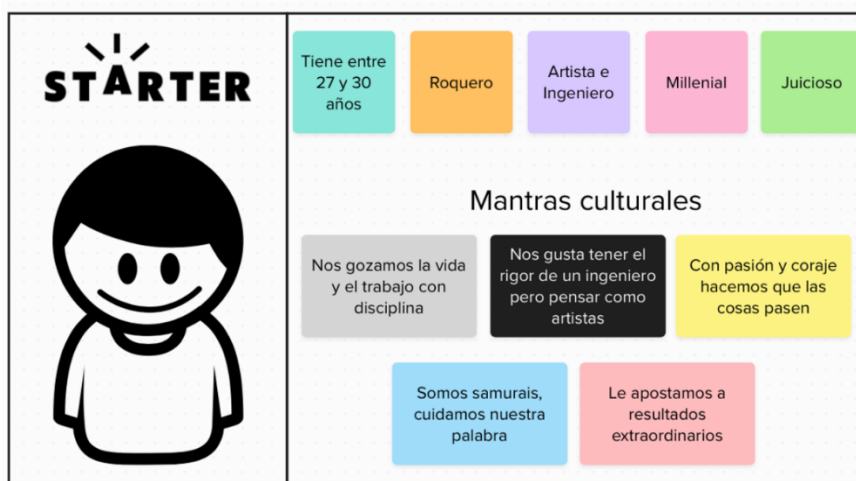 STARTER
Tiene entre
27 y 30
años
Roquero
Artista e
Ingeniero
Millenial
Juicioso
Mantras culturales
Nos gozamos la vida
y el trabajo con
disciplina
Nos gusta tener el
rigor de un ingeniero
pero pensar como
artistas
Con pasión y coraje
hacemos que las
cosas pasen
Somos samurais,
cuidamos nuestra
palabra
Le apostamos a
resultados
extraordinarios